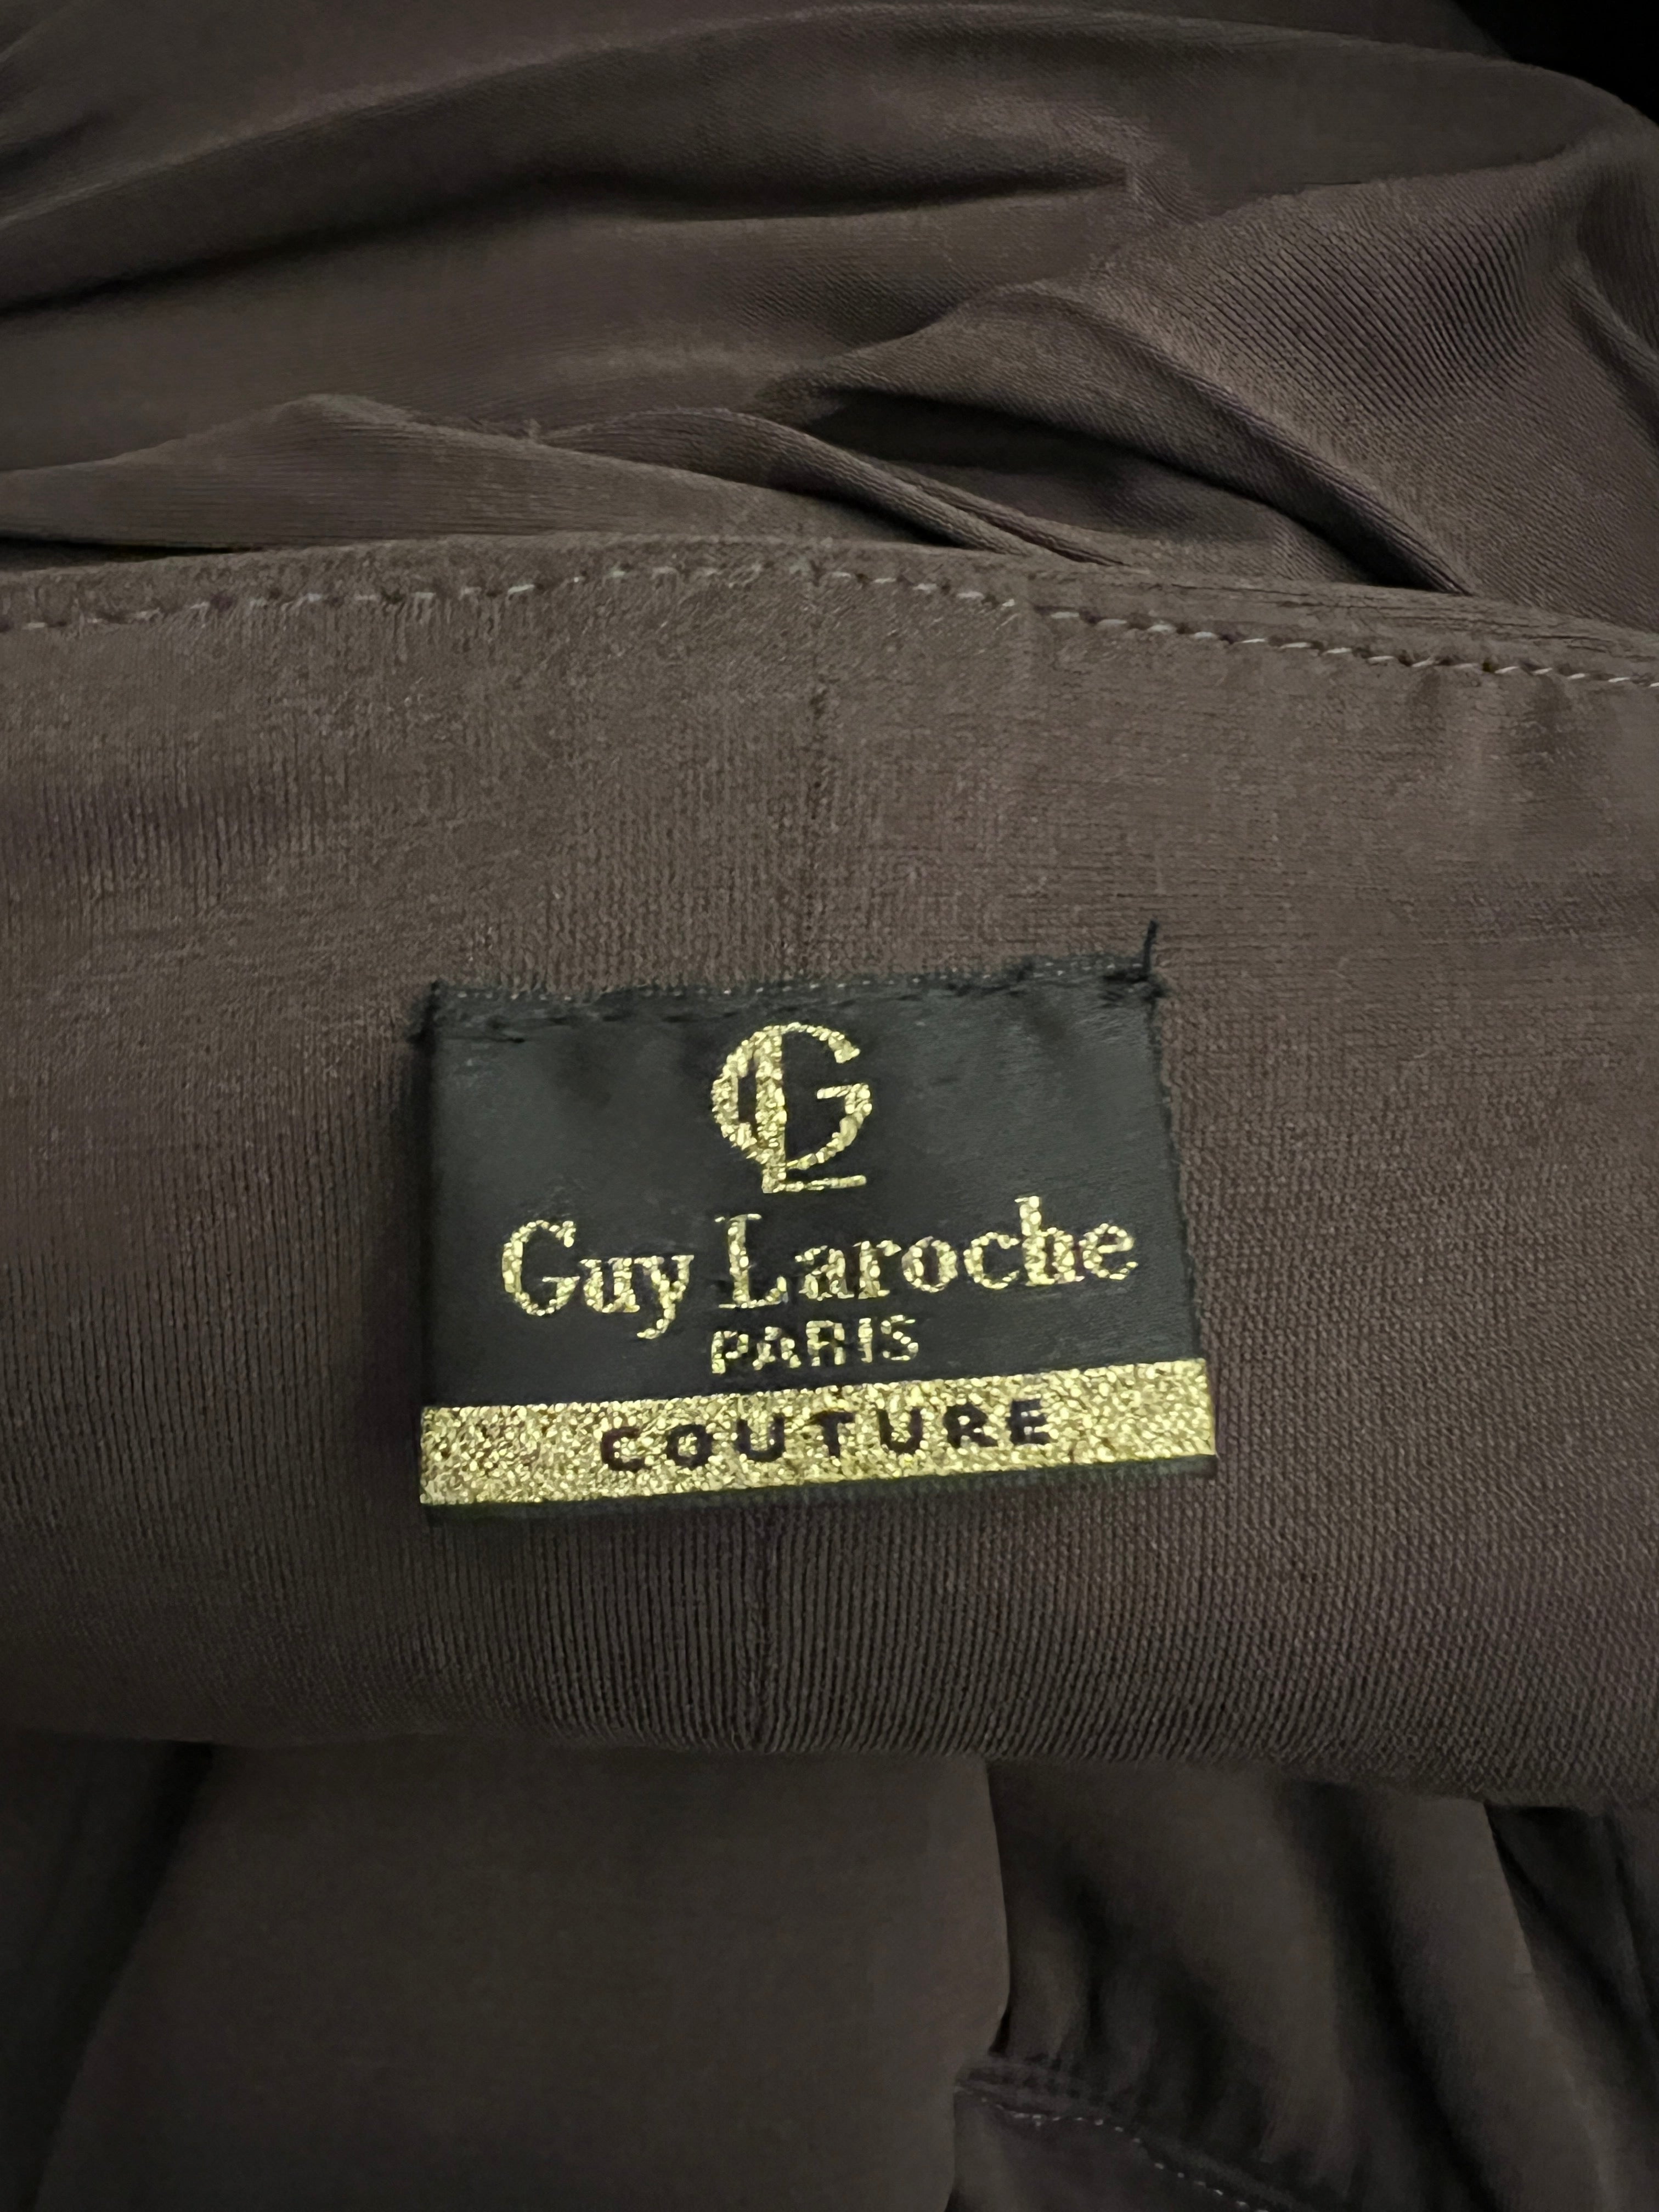 GL
Guy Laroche
PARIS
COUTURE